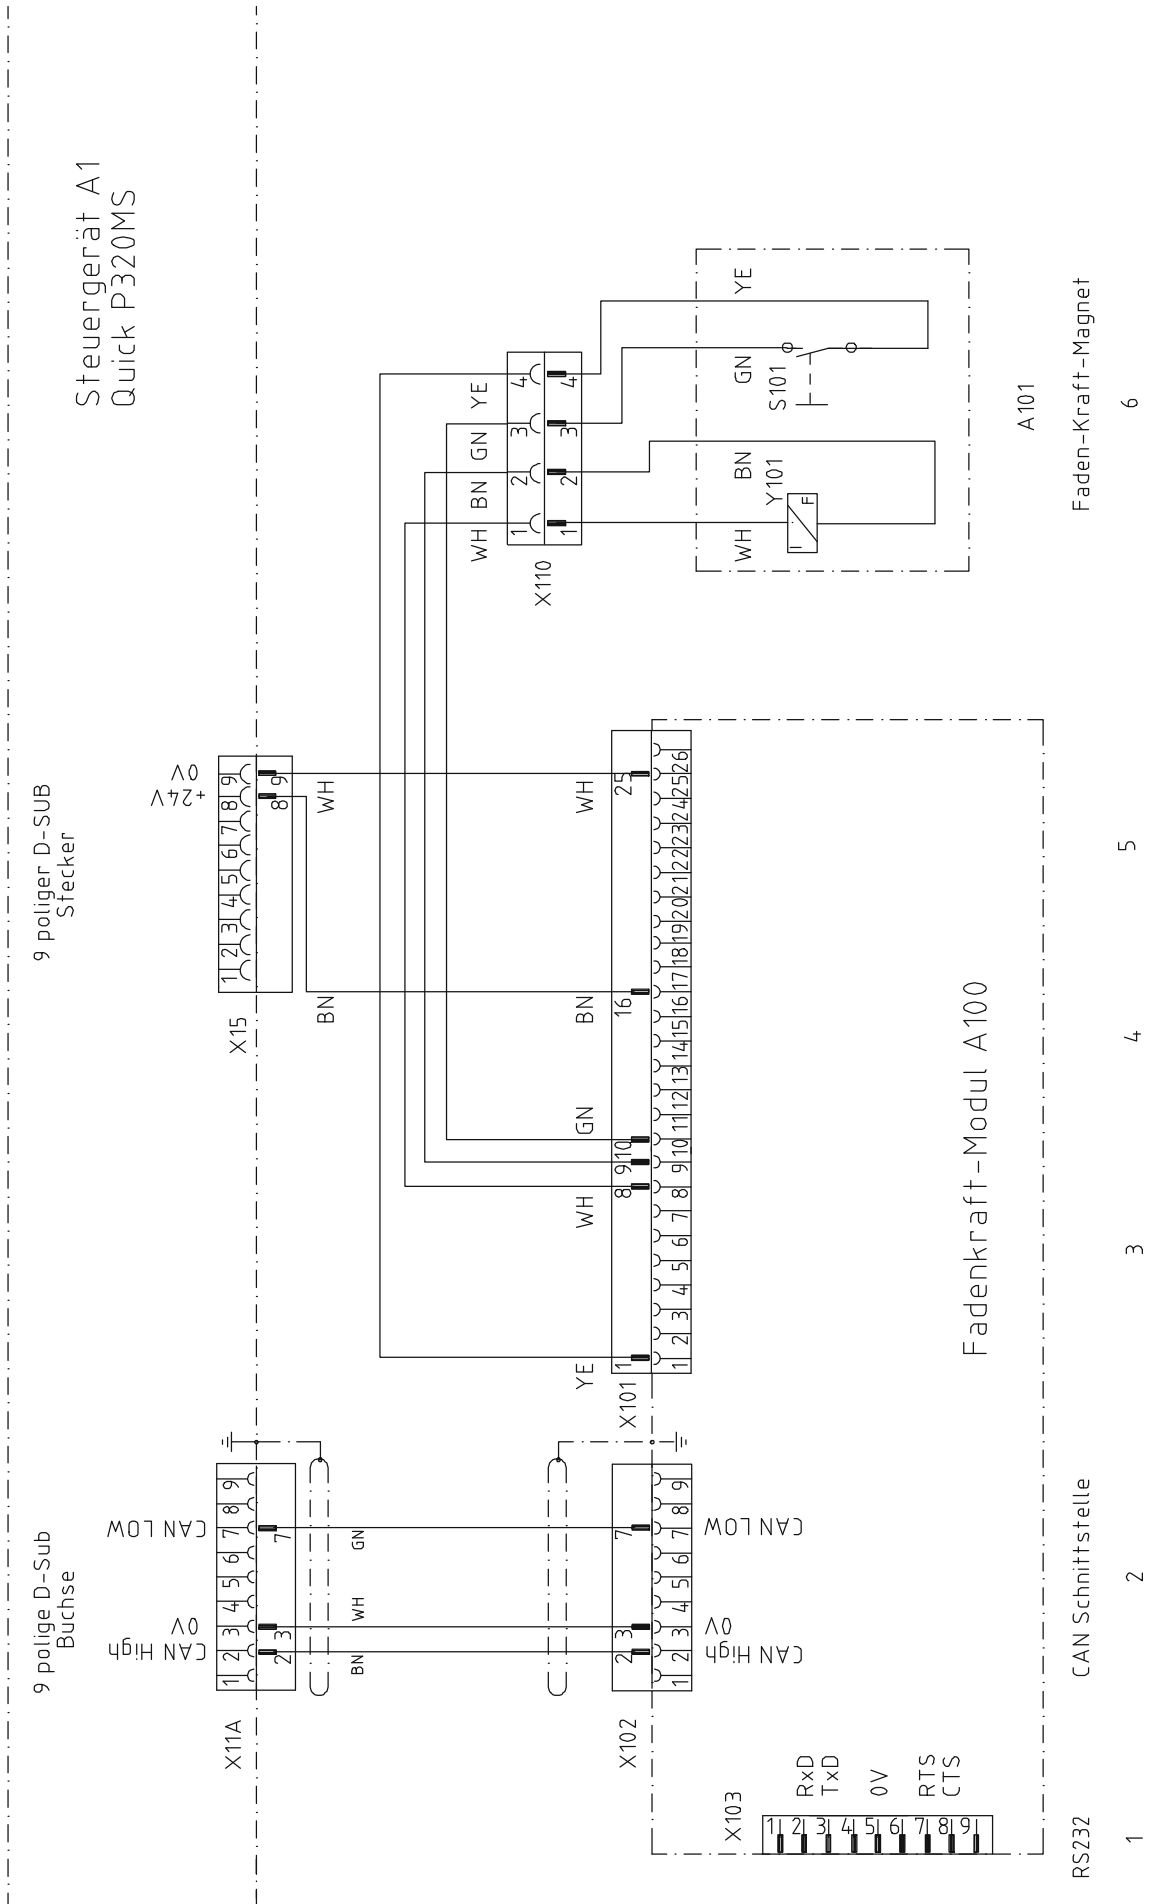 Steuergerät A1
Quick P320MS
9 polige D-Sub
Buchse
9 poliger D-SUB
Stecker
CAN High
0V
CAN LOW
+24V
0V
X11A
1 2 3 4 5 6 7 8 9
2 3 7
X15
1 2 3 4 5 6 7 8 9
8 9
BN
WH
GN
BN
WH
YE
WH
GN
BN
WH
WH
BN
GN
YE
X110
1 2 3 4
1 2 3 4
X102
2 3 7
1 2 3 4 5 6 7 8 9
CAN High
0V
CAN LOW
X101
1 8 9 10 16 25
1 2 3 4 5 6 7 8 9 10 11 12 13 14 15 16 17 18 19 20 21 22 23 24 25 26
WH
BN
GN
YE
Y101
S101
I
F
X103
1
2 RxD
3 TxD
4
5 0V
6
7 RTS
8 CTS
9
Fadenkraft-Modul A100
A101
RS232
CAN Schnittstelle
Faden-Kraft-Magnet
1 2 3 4 5 6